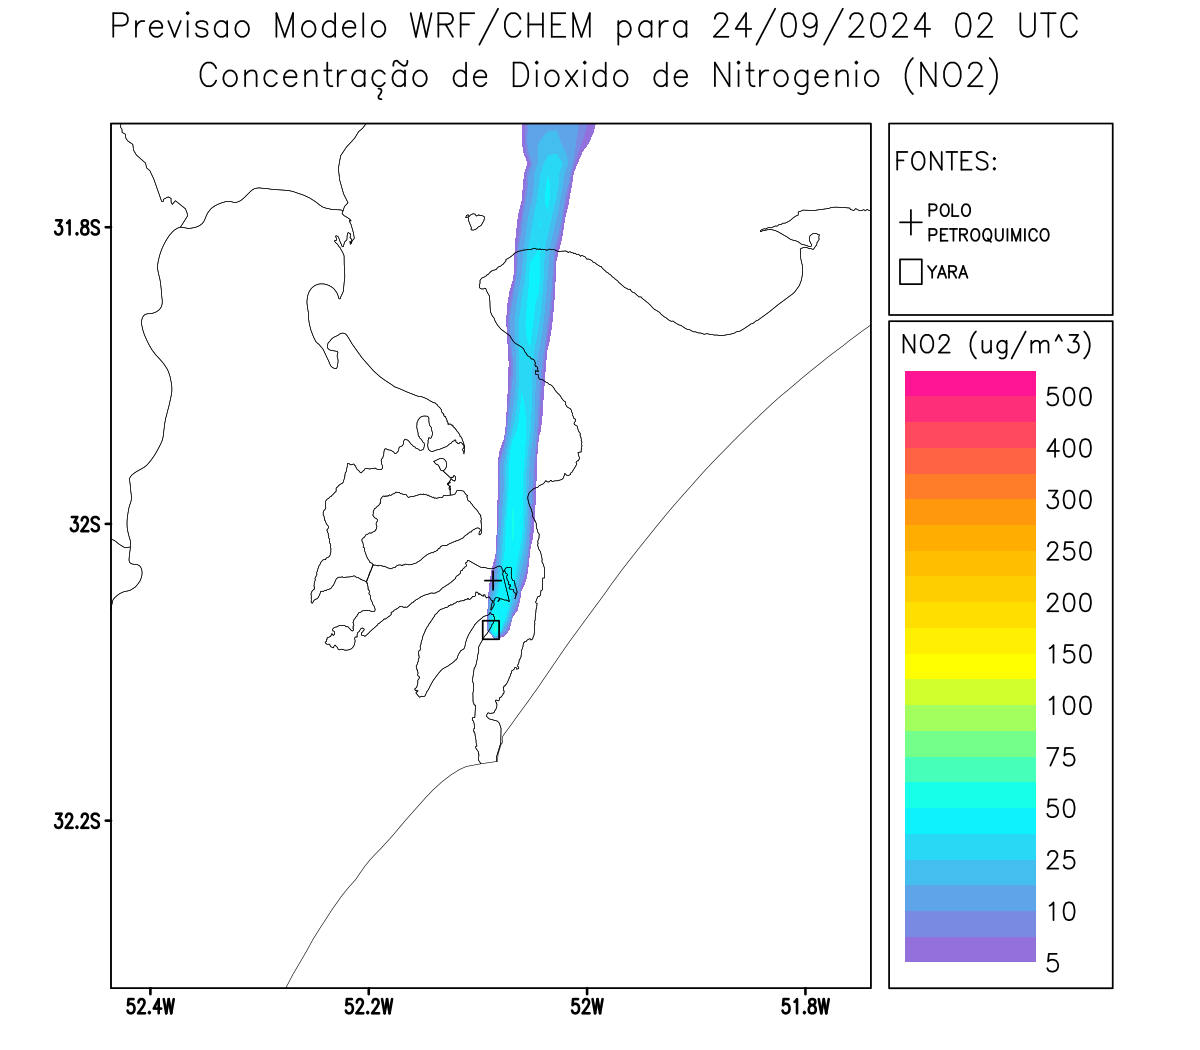 Previsao Modelo WRF/CHEM para 24/09/2024 02 UTC
Concentração de Dioxido de Nitrogenio (NO2)
FONTES:
POLO
PETROQUIMICO
YARA
NO2 (ug/m^3)
500
400
300
250
200
150
100
75
50
25
10
5
31.8S
32S
32.2S
52.4W
52.2W
52W
51.8W